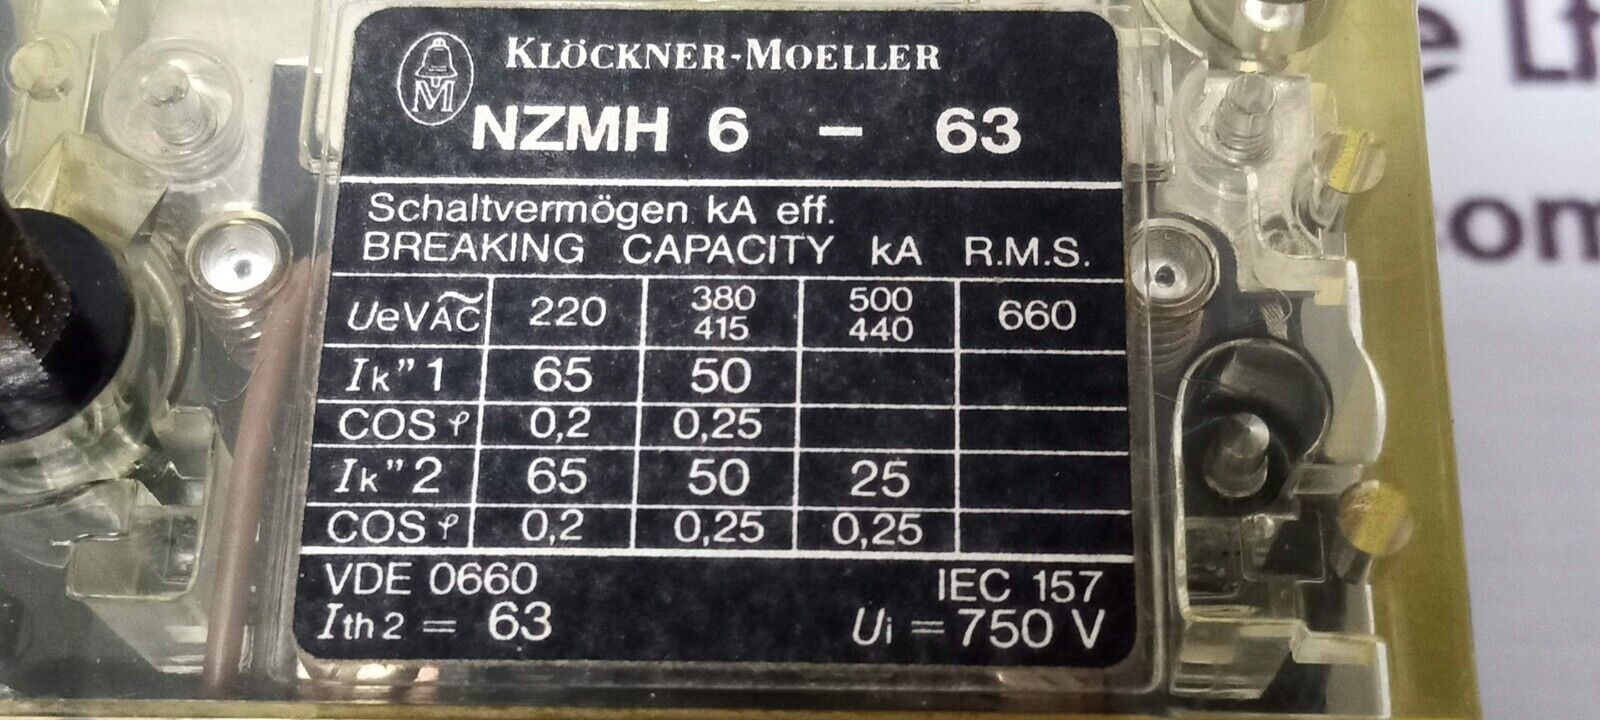 KLÖCKNER-MOELLER
M
NZMH 6 – 63
Schaltvermögen kA eff.
BREAKING CAPACITY kA R.M.S.
UeV AC 220 380 415 500 440 660
Ik"1 65 50
COS φ 0,2 0,25
Ik"2 65 50 25
COS φ 0,2 0,25 0,25
VDE 0660 IEC 157
Ith2 = 63 Ui = 750 V